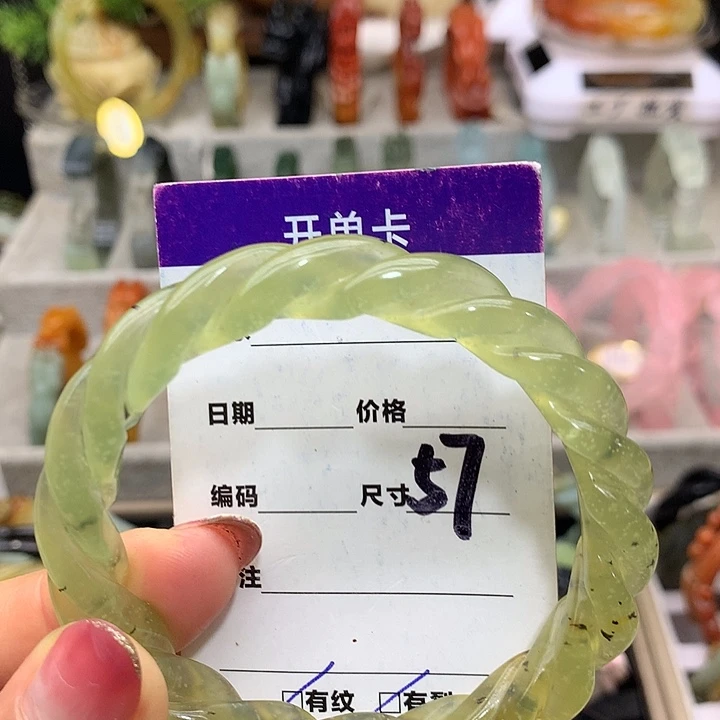 开单卡
日期 价格
编码 尺寸 57
注
有纹 有裂